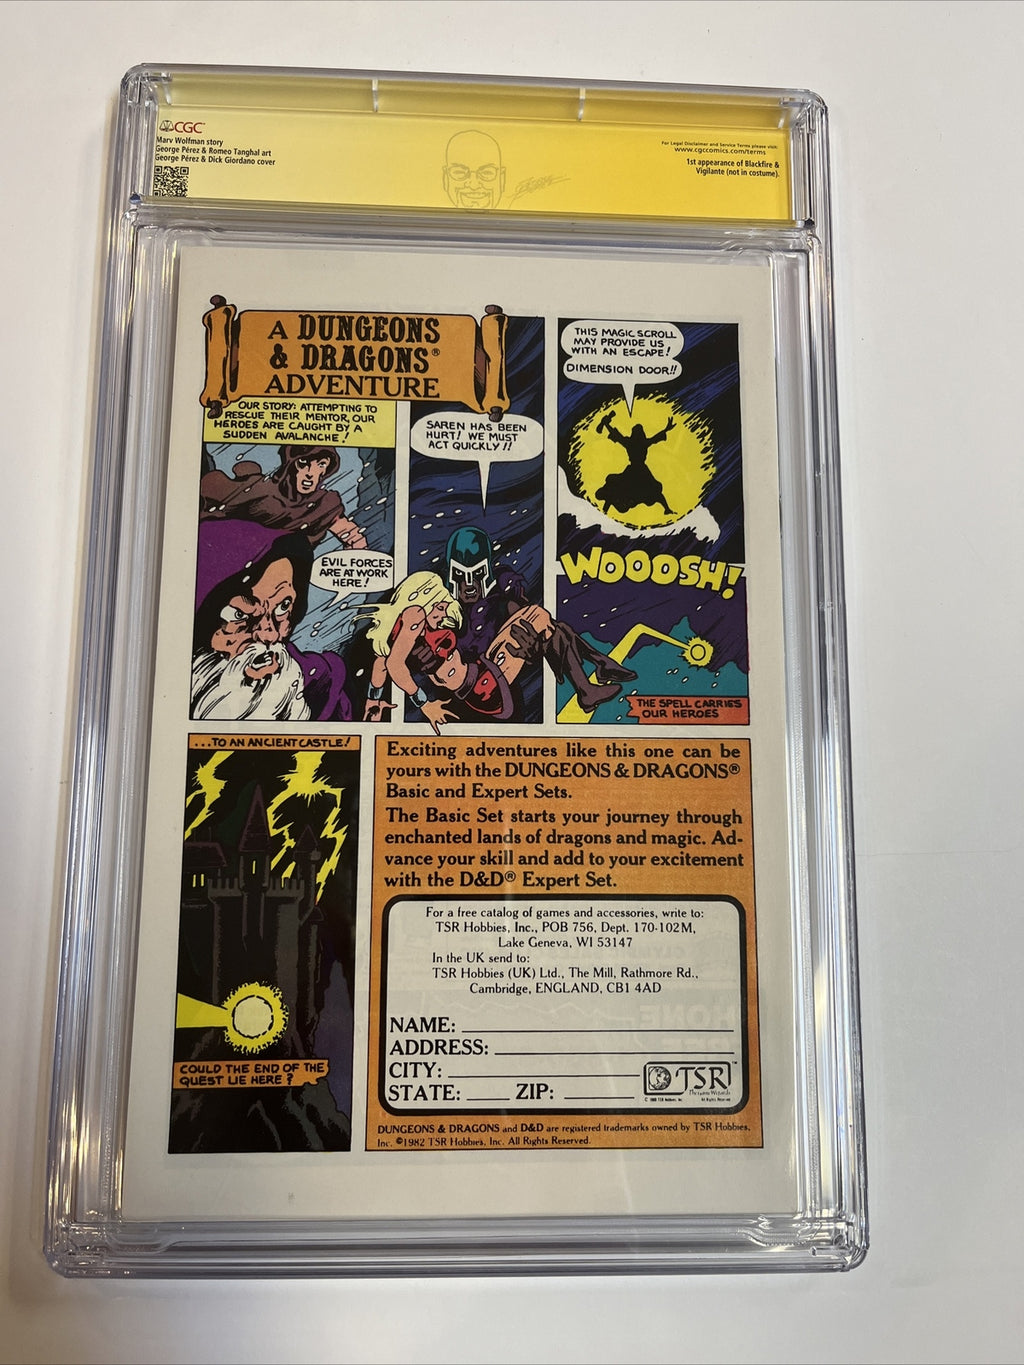 CGC
Marv Wolfman story
George Pérez & Romeo Tanghal art
George Pérez & Dick Giordano cover
For Legal Disclaimer and Service Terms please visit:
www.cgccomics.com/terms
1st appearance of Blackfire &
Vigilante (not in costume).
A DUNGEONS
& DRAGONS®
ADVENTURE
OUR STORY: ATTEMPTING TO
RESCUE THEIR MENTOR, OUR
HEROES ARE CAUGHT BY A
SUDDEN AVALANCHE!
EVIL FORCES
ARE AT WORK
HERE!
SAREN HAS BEEN
HURT! WE MUST
ACT QUICKLY!!
THIS MAGIC SCROLL
MAY PROVIDE US
WITH AN ESCAPE!
DIMENSION DOOR!!
WOOOSH!
THE SPELL CARRIES
OUR HEROES
...TO AN ANCIENT CASTLE!
COULD THE END OF THE
QUEST LIE HERE?
Exciting adventures like this one can be
yours with the DUNGEONS & DRAGONS®
Basic and Expert Sets.
The Basic Set starts your journey through
enchanted lands of dragons and magic. Ad-
vance your skill and add to your excitement
with the D&D® Expert Set.
For a free catalog of games and accessories, write to:
TSR Hobbies, Inc., POB 756, Dept. 170-102M,
Lake Geneva, WI 53147
In the UK send to:
TSR Hobbies (UK) Ltd., The Mill, Rathmore Rd.,
Cambridge, ENGLAND, CB1 4AD
NAME:
ADDRESS:
CITY:
STATE: ZIP:
TSR™
The Game Wizards
DUNGEONS & DRAGONS and D&D are registered trademarks owned by TSR Hobbies,
Inc. ©1982 TSR Hobbies, Inc. All Rights Reserved.